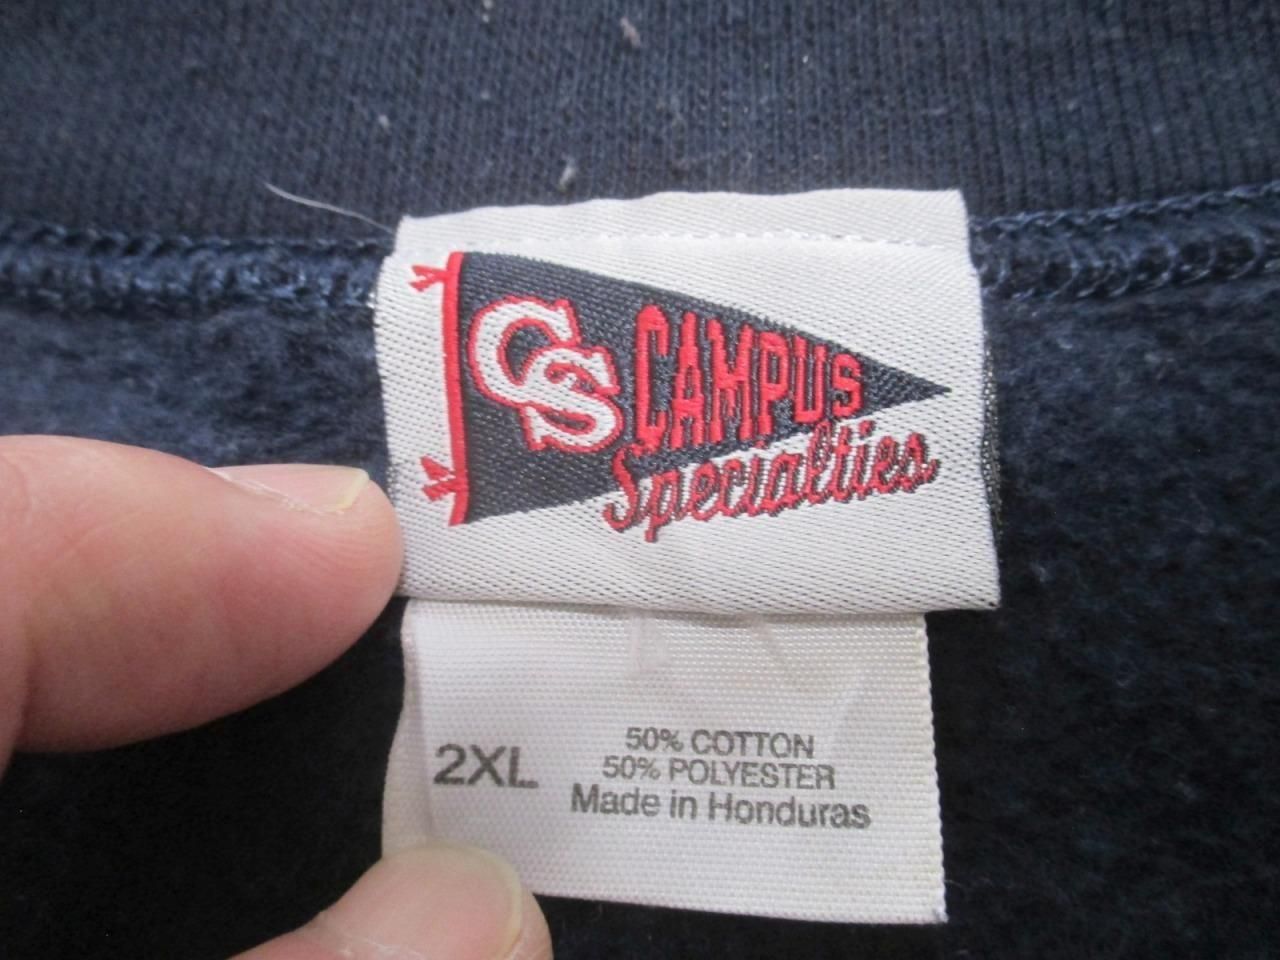 CS CAMPUS
Specialties
2XL
50% COTTON
50% POLYESTER
Made in Honduras